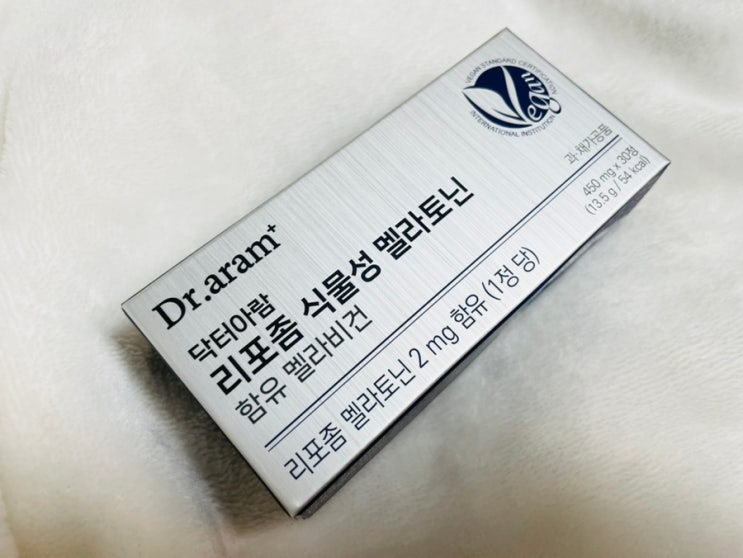 VEGAN STANDARD CERTIFICATION
Vegan
INTERNATIONAL INSTITUTION
과·채가공품
450 mg x 30정
(13.5 g / 54 kcal)
Dr.aram+
닥터아람
리포좀 식물성 멜라토닌
함유 멜라비건
리포좀 멜라토닌 2 mg 함유 (1정 당)